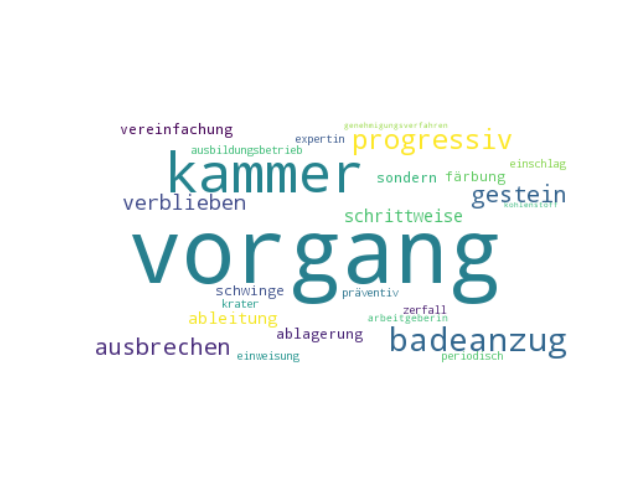 genehmigungsverfahren
vereinfachung
expertin
progressiv
ausbildungsbetrieb
kammer
einschlag
sondern
färbung
gestein
verblieben
kohlenstoff
schrittweise
vorgang
schwinge
präventiv
krater
zerfall
ableitung
arbeitgeberin
ablagerung
badeanzug
ausbrechen
einweisung
periodisch